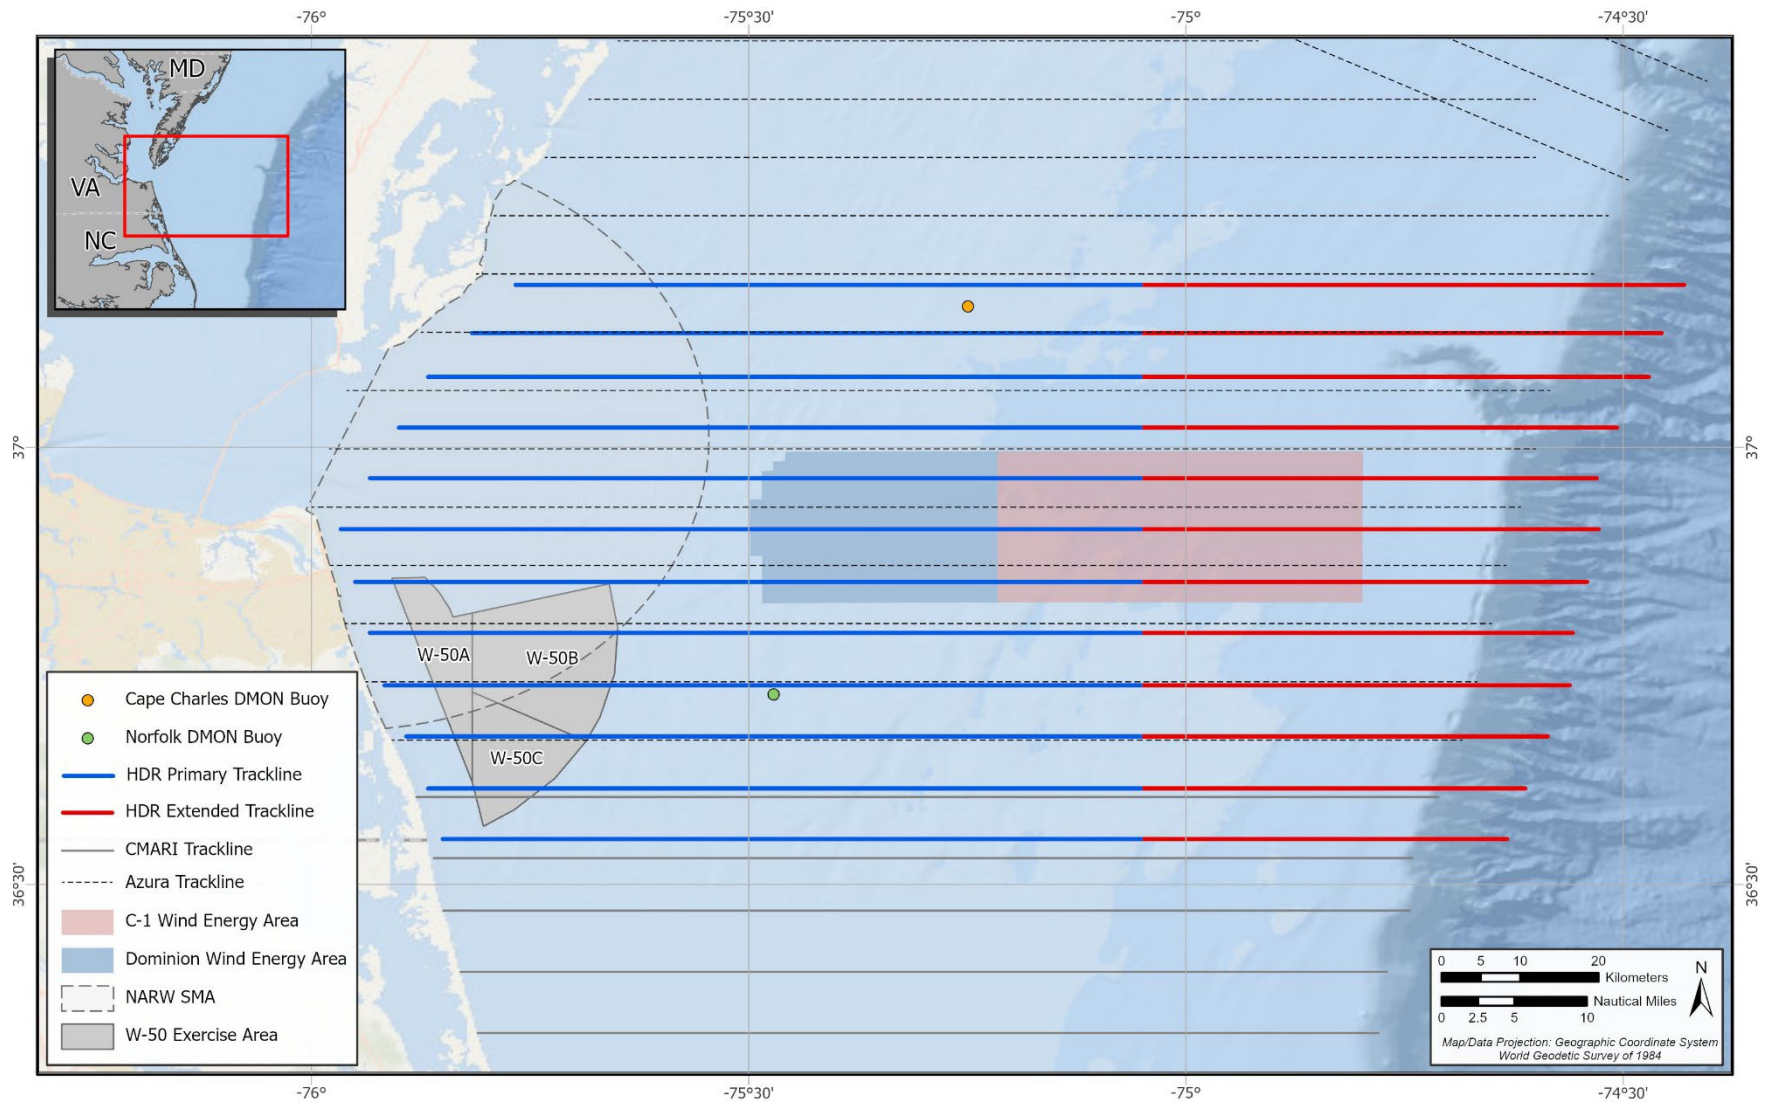 -76°
-75°30'
-75°
-74°30'
MD
VA
NC
37°
37°
W-50A
W-50B
W-50C
Cape Charles DMON Buoy
Norfolk DMON Buoy
HDR Primary Trackline
HDR Extended Trackline
CMARI Trackline
Azura Trackline
C-1 Wind Energy Area
Dominion Wind Energy Area
NARW SMA
W-50 Exercise Area
36°30'
36°30'
0 5 10 20
Kilometers
Nautical Miles
0 2.5 5 10
N
Map/Data Projection: Geographic Coordinate System
World Geodetic Survey of 1984
-76°
-75°30'
-75°
-74°30'